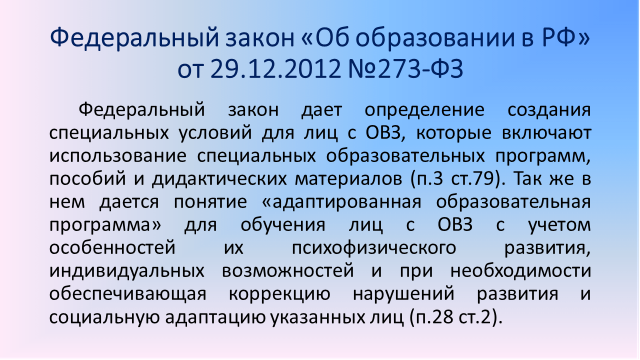 Федеральный закон «Об образовании в РФ»
от 29.12.2012 №273-ФЗ
Федеральный закон дает определение создания
специальных условий для лиц с ОВЗ, которые включают
использование специальных образовательных программ,
пособий и дидактических материалов (п.3 ст.79). Так же в
нем дается понятие «адаптированная образовательная
программа» для обучения лиц с ОВЗ с учетом
особенностей их психофизического развития,
индивидуальных возможностей и при необходимости
обеспечивающая коррекцию нарушений развития и
социальную адаптацию указанных лиц (п.28 ст.2).